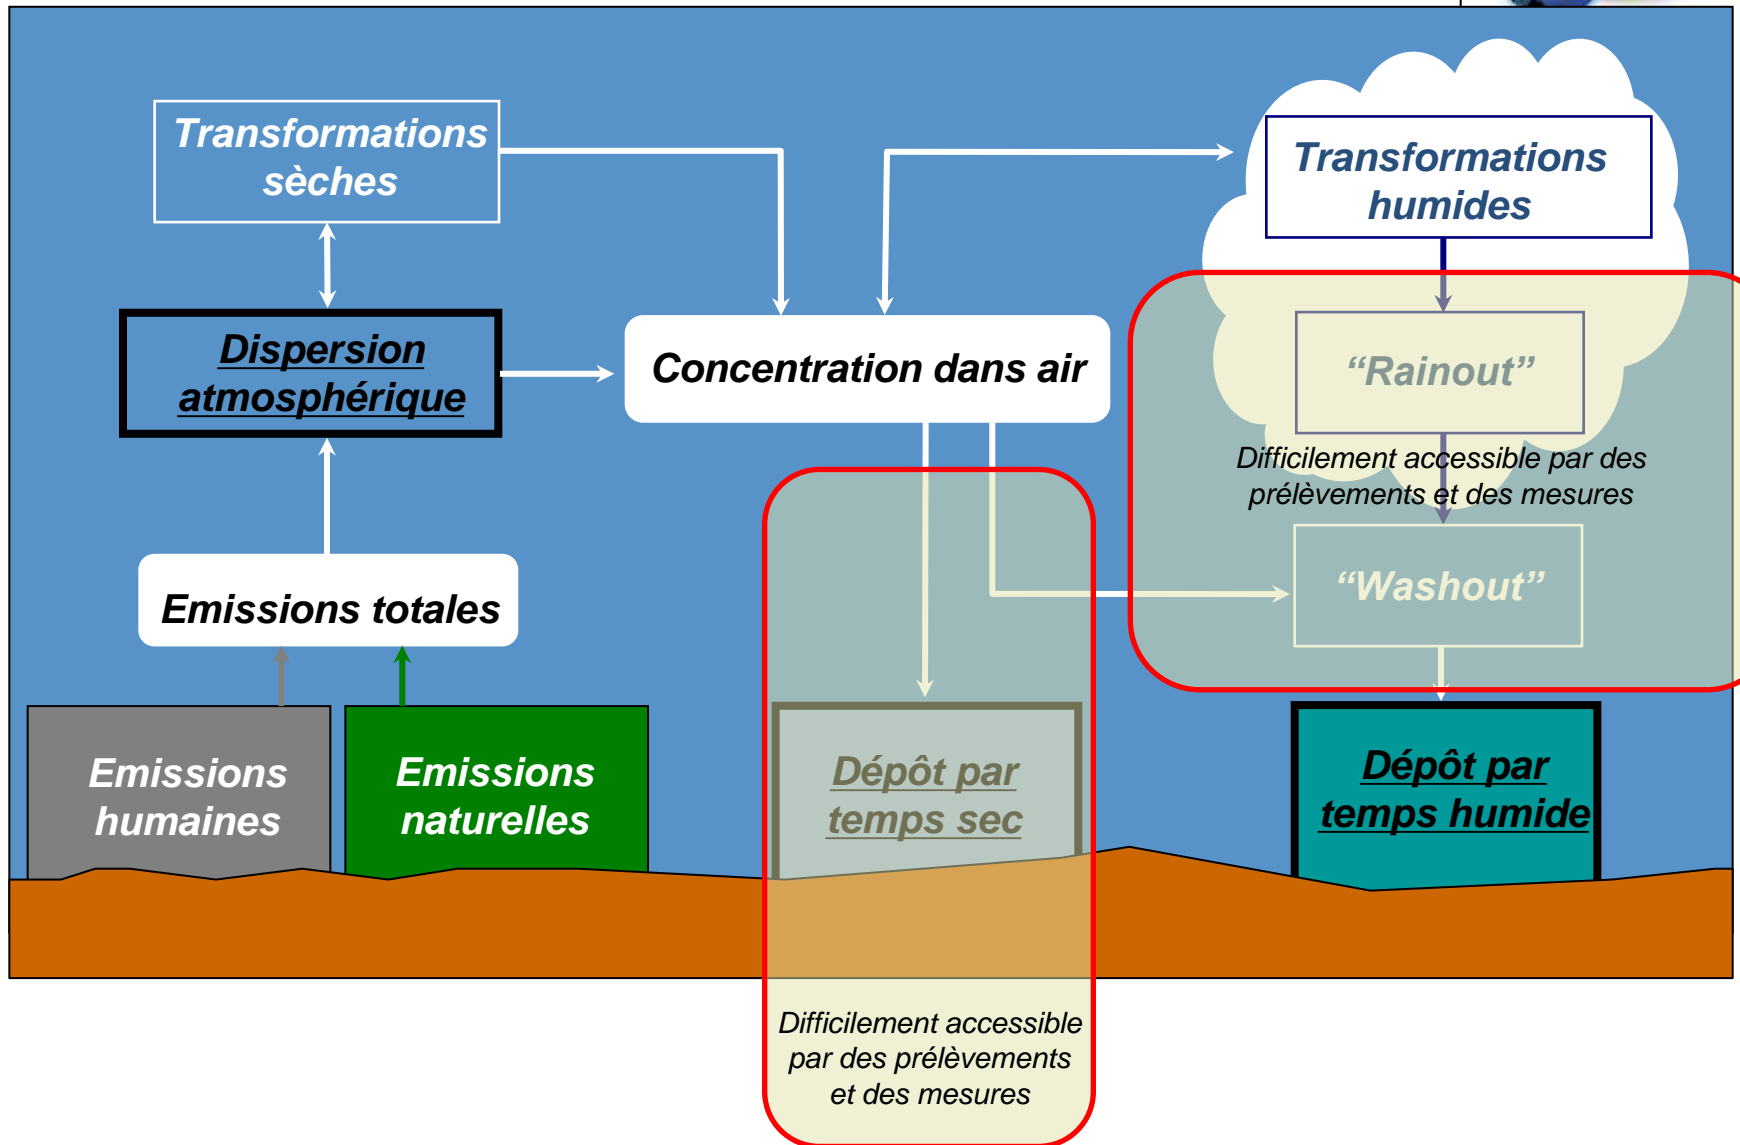 Transformations
sèches
Transformations
humides
Dispersion
atmosphérique
Concentration dans air
“Rainout”
Difficilement accessible par des
prélèvements et des mesures
“Washout”
Emissions totales
Emissions
humaines
Emissions
naturelles
Dépôt par
temps sec
Dépôt par
temps humide
Difficilement accessible
par des prélèvements
et des mesures